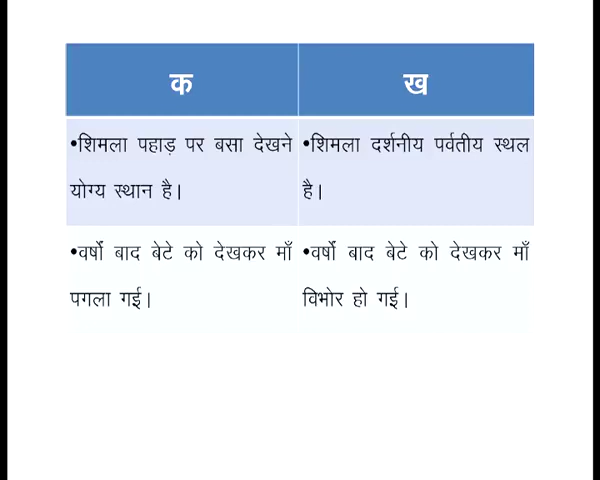 क
ख
•शिमला पहाड़ पर बसा देखने
योग्य स्थान है।
•शिमला दर्शनीय पर्वतीय स्थल
है।
•वर्षों बाद बेटे को देखकर माँ
पगला गई।
•वर्षों बाद बेटे को देखकर माँ
विभोर हो गई।